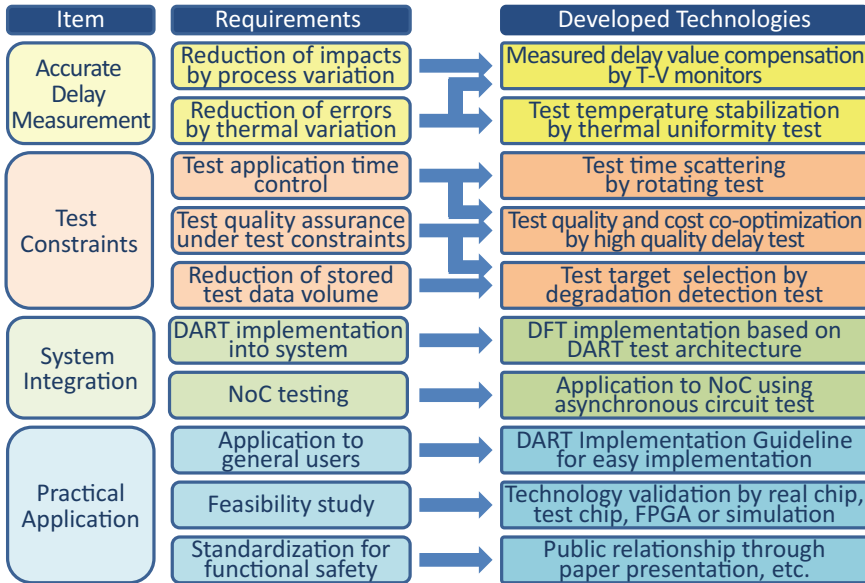 Item
Requirements
Developed Technologies
Accurate
Delay
Measurement
Reduction of impacts
by process variation
Measured delay value compensation
by T-V monitors
Reduction of errors
by thermal variation
Test temperature stabilization
by thermal uniformity test
Test
Constraints
Test application time
control
Test time scattering
by rotating test
Test quality assurance
under test constraints
Test quality and cost co-optimization
by high quality delay test
Reduction of stored
test data volume
Test target selection by
degradation detection test
System
Integration
DART implementation
into system
DFT implementation based on
DART test architecture
NoC testing
Application to NoC using
asynchronous circuit test
Practical
Application
Application to
general users
DART Implementation Guideline
for easy implementation
Feasibility study
Technology validation by real chip,
test chip, FPGA or simulation
Standardization for
functional safety
Public relationship through
paper presentation, etc.